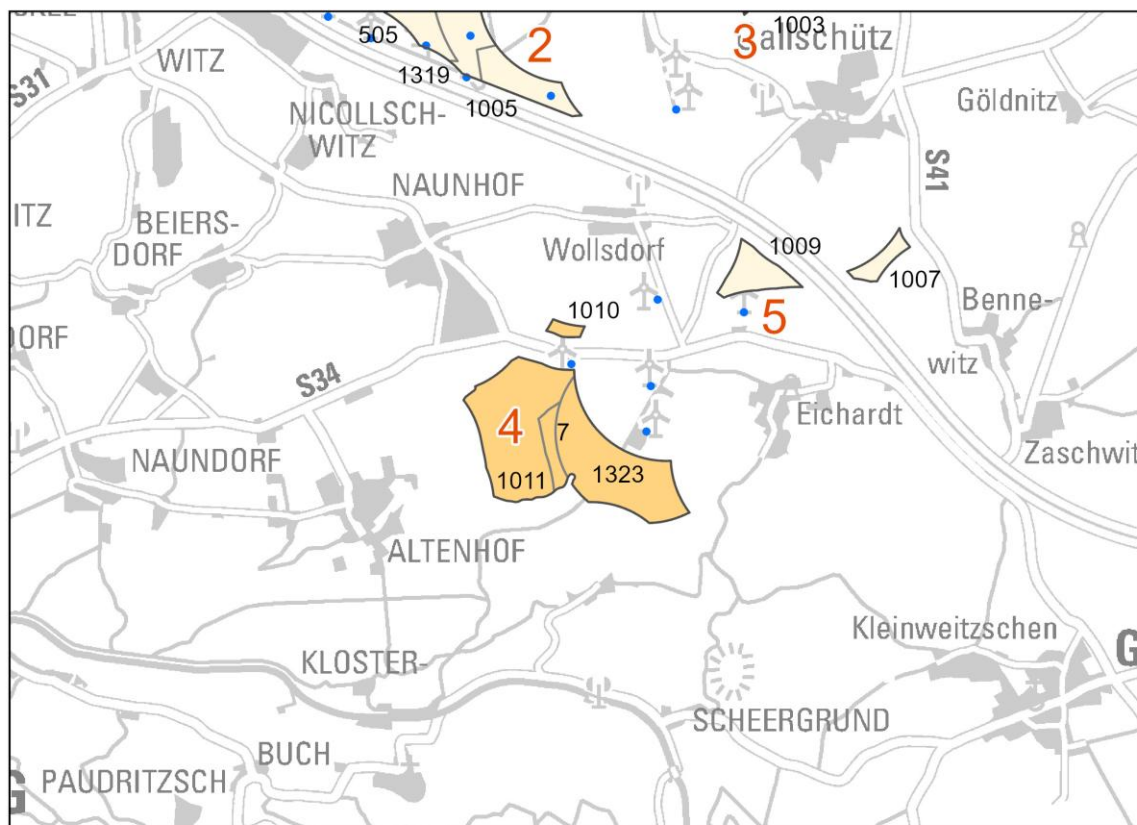 505
2
3
1003
allschütz
WITZ
1319
S31
1005
NICOLLSCH-
WITZ
Göldnitz
S41
NAUNHOF
ITZ
BEIERS-
DORF
Wollsdorf
1009
1007
1010
5
Benne-
witz
DORF
S34
4
7
Eichardt
NAUNDORF
1011
1323
Zaschwit
ALTENHOF
Kleinweitzschen
G
KLOSTER-
SCHEERGRUND
BUCH
PAUDRITZSCH
G